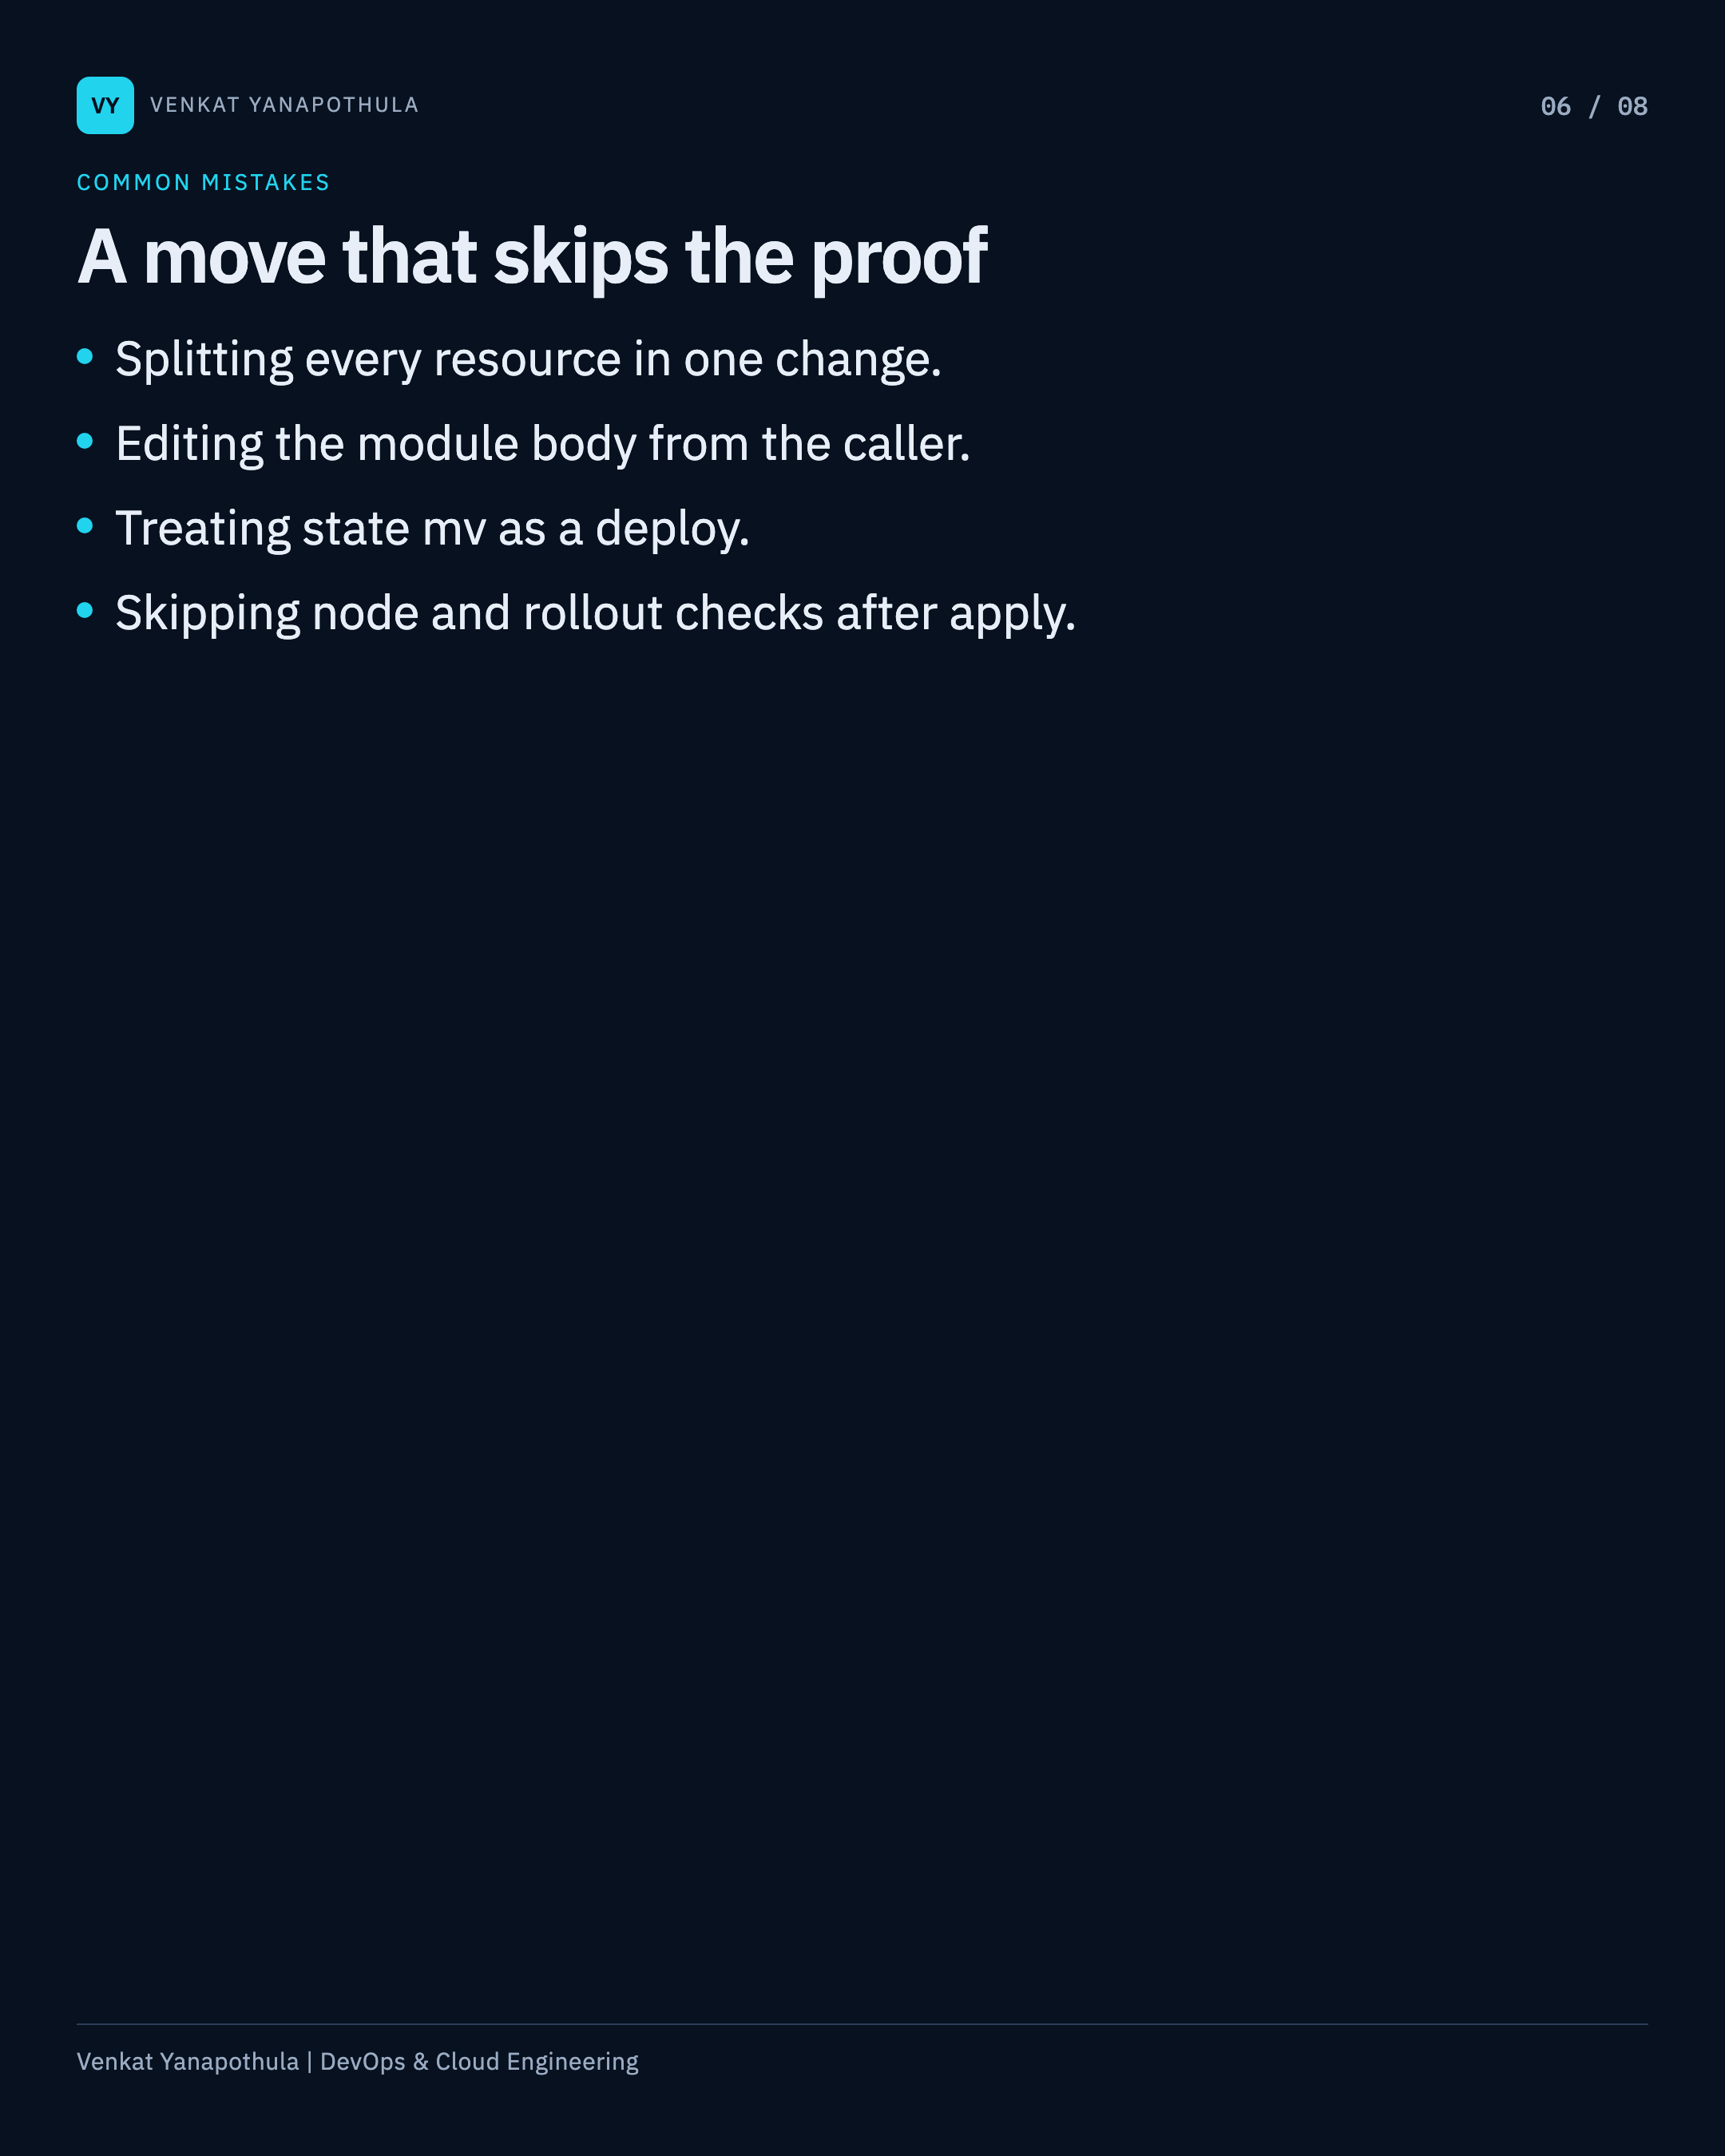 VY
VENKAT YANAPOTHULA
06 / 08
COMMON MISTAKES
A move that skips the proof
Splitting every resource in one change.
Editing the module body from the caller.
Treating state mv as a deploy.
Skipping node and rollout checks after apply.
Venkat Yanapothula | DevOps & Cloud Engineering